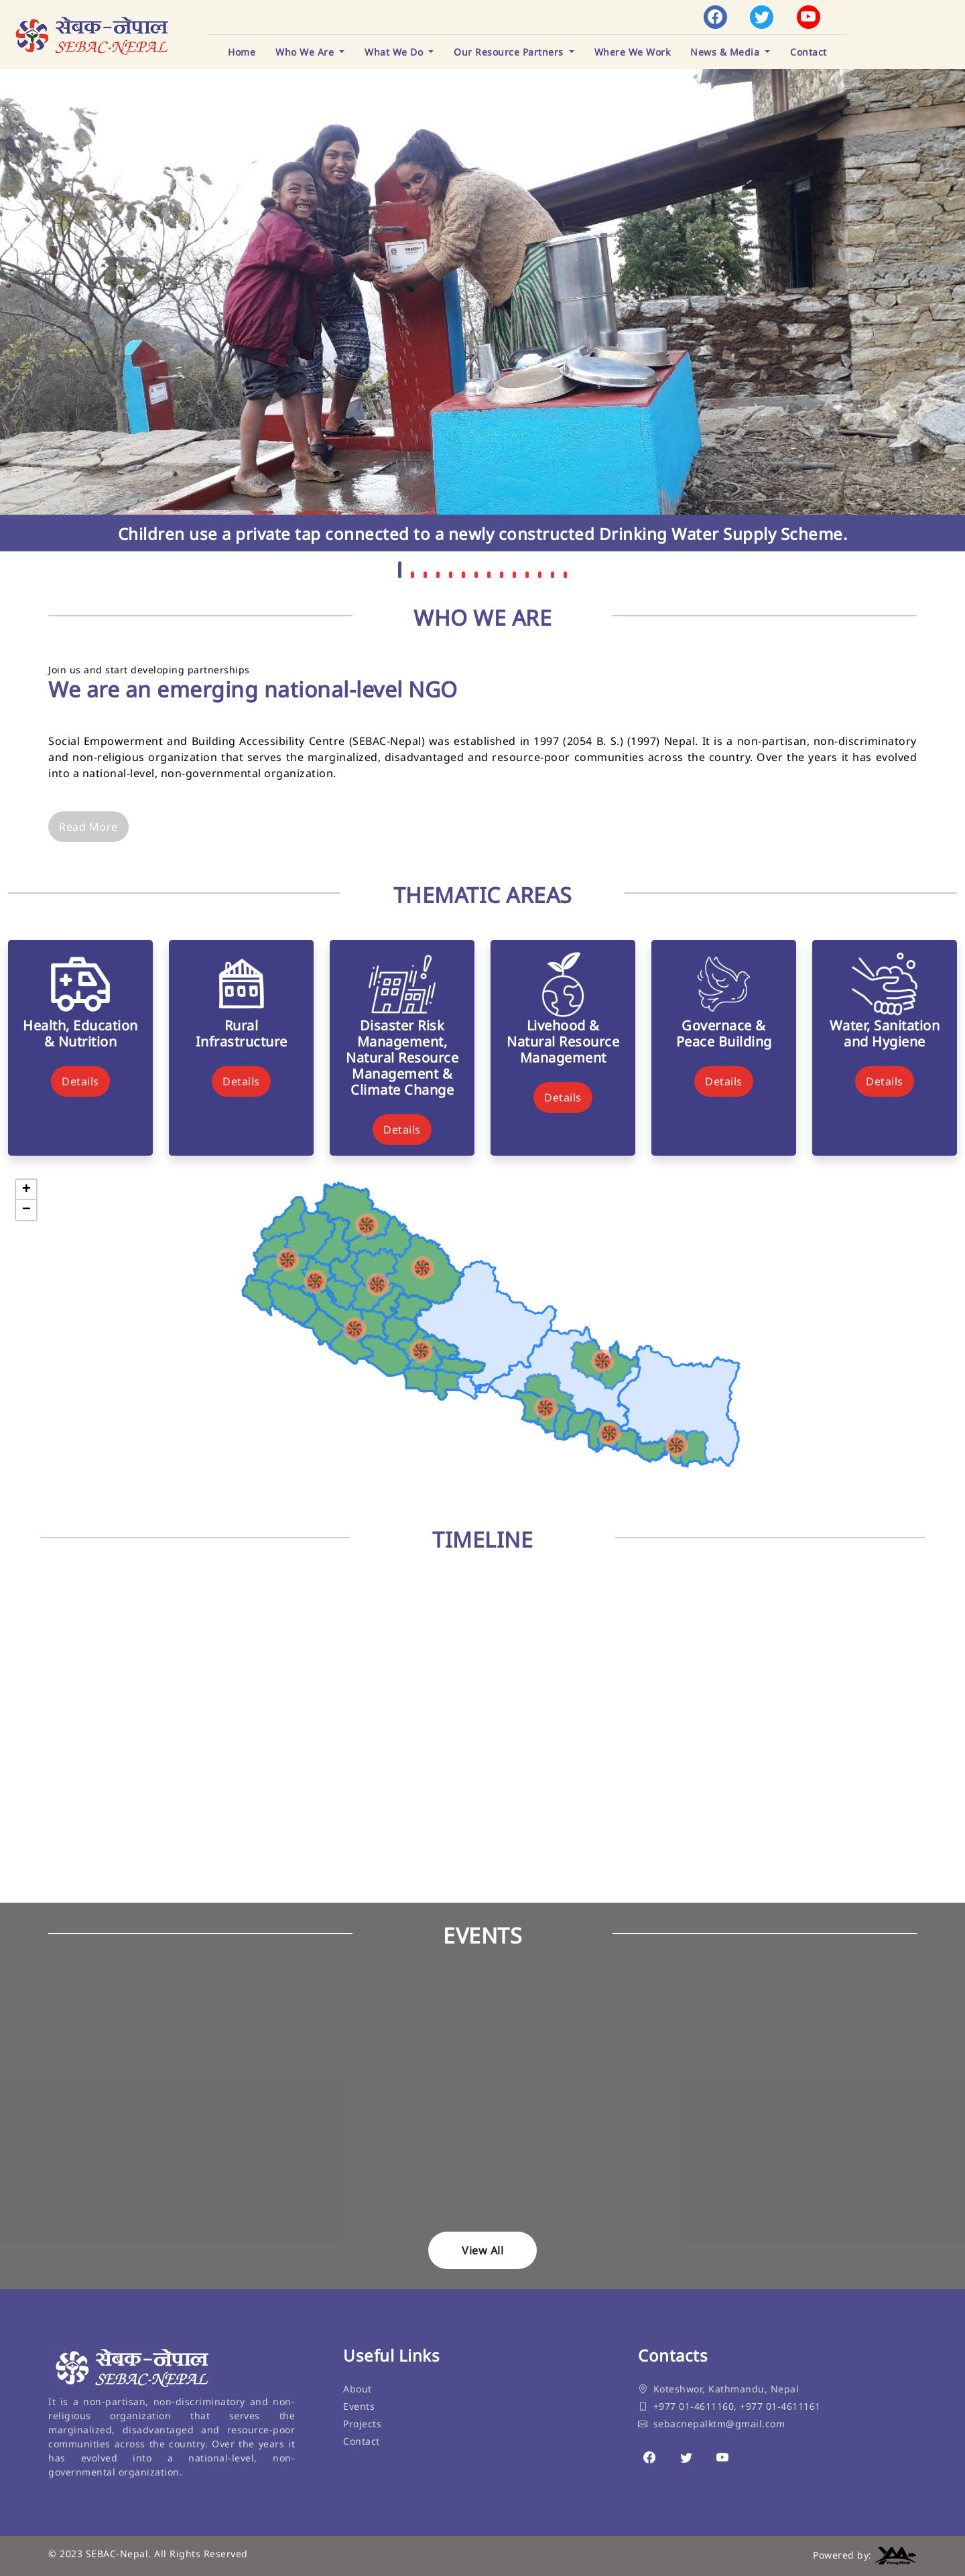 सेबक-नेपाल
SEBAC-NEPAL
Home Who We Are What We Do Our Resource Partners Where We Work News & Media Contact
Children use a private tap connected to a newly constructed Drinking Water Supply Scheme.
WHO WE ARE
Join us and start developing partnerships
We are an emerging national-level NGO
Social Empowerment and Building Accessibility Centre (SEBAC-Nepal) was established in 1997 (2054 B. S.) (1997) Nepal. It is a non-partisan, non-discriminatory
and non-religious organization that serves the marginalized, disadvantaged and resource-poor communities across the country. Over the years it has evolved
into a national-level, non-governmental organization.
Read More
THEMATIC AREAS
Health, Education
& Nutrition
Details
Rural
Infrastructure
Details
Disaster Risk
Management,
Natural Resource
Management &
Climate Change
Details
Livehood &
Natural Resource
Management
Details
Governace &
Peace Building
Details
Water, Sanitation
and Hygiene
Details
+
−
TIMELINE
EVENTS
View All
सेबक-नेपाल
SEBAC-NEPAL
It is a non-partisan, non-discriminatory and non-
religious organization that serves the
marginalized, disadvantaged and resource-poor
communities across the country. Over the years it
has evolved into a national-level, non-
governmental organization.
Useful Links
About
Events
Projects
Contact
Contacts
Koteshwor, Kathmandu, Nepal
+977 01-4611160, +977 01-4611161
sebacnepalktm@gmail.com
© 2023 SEBAC-Nepal. All Rights Reserved
Powered by: